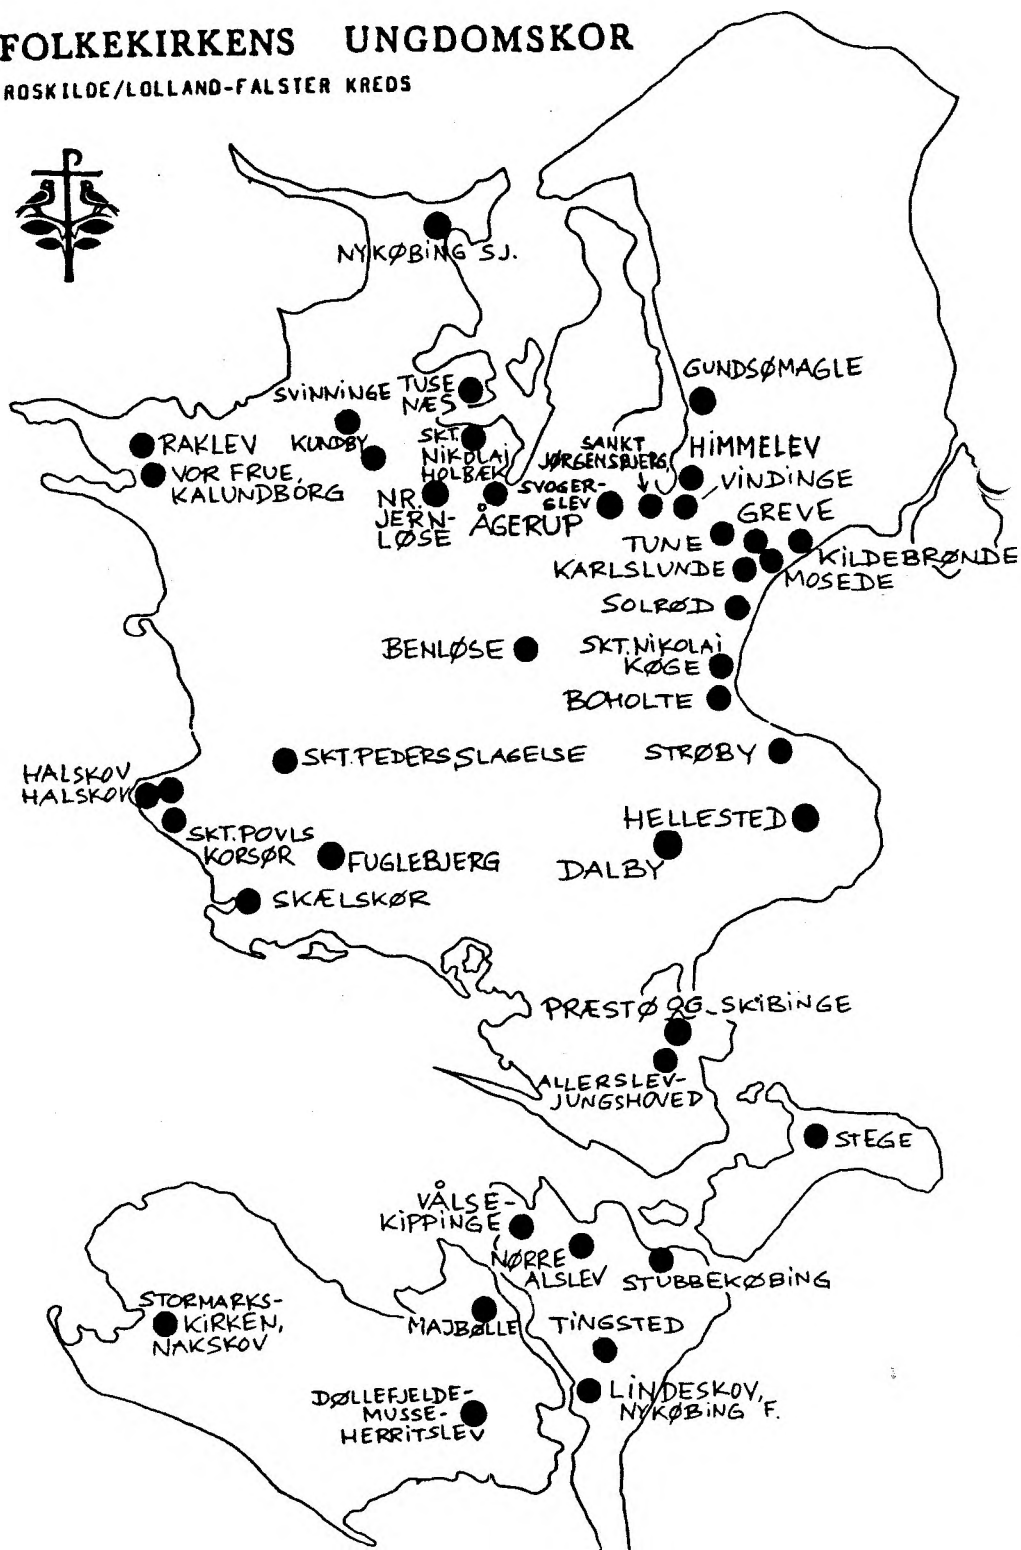 FOLKEKIRKENS UNGDOMSKOR
ROSKILDE/LOLLAND-FALSTER KREDS
NYKØBING SJ.
GUNDSØMAGLE
SVINNINGE
TUSE
NÆS
KUNDBY
SKT.
NIKOLAJ
HOLBÆK
SANKT
JØRGENSBJERG
HIMMELEV
RAKLEV
VOR FRUE,
KALUNDBORG
NR.
JERN-
LØSE
ÅGERUP
SVOGER-
SLEV
VINDINGE
GREVE
TUNE
KILDEBRØNDE
KARLSLUNDE
MOSEDE
SOLRØD
BENLØSE
SKT. NIKOLAI
KØGE
BOHOLTE
SKT. PEDERS, SLAGELSE
STRØBY
HALSKOV
HALSKOV
SKT. POVLS
KORSØR
HELLESTED
FUGLEBJERG
DALBY
SKÆLSKØR
PRÆSTØ OG SKIBINGE
ALLERSLEV-
JUNGSHOVED
STEGE
VÅLSE-
KIPPINGE
NØRRE
ALSLEV
STUBBEKØBING
STORMARKS-
KIRKEN,
NAKSKOV
MAJBØLLE
TINGSTED
DØLLEFJELDE-
MUSSE-
HERRITSLEV
LINDESKOV,
NYKØBING F.